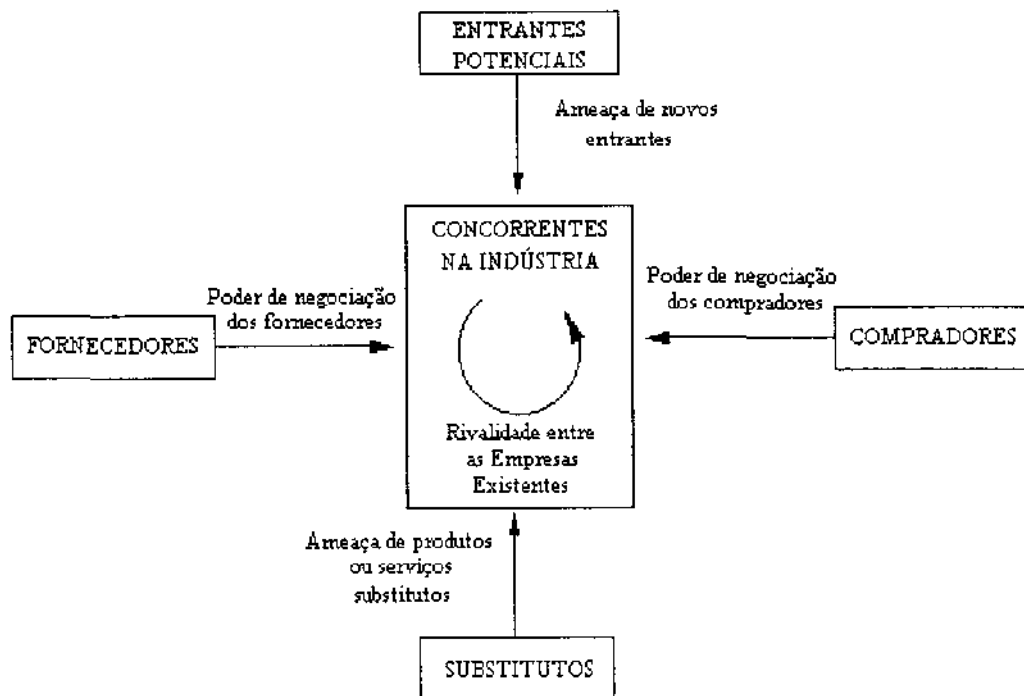 ENTRANTES
POTENCIAIS
Ameaça de novos
entrantes
CONCORRENTES
NA INDÚSTRIA
Poder de negociação
dos fornecedores
FORNECEDORES
Poder de negociação
dos compradores
COMPRADORES
Rivalidade entre
as Empresas
Existentes
Ameaça de produtos
ou serviços
substitutos
SUBSTITUTOS